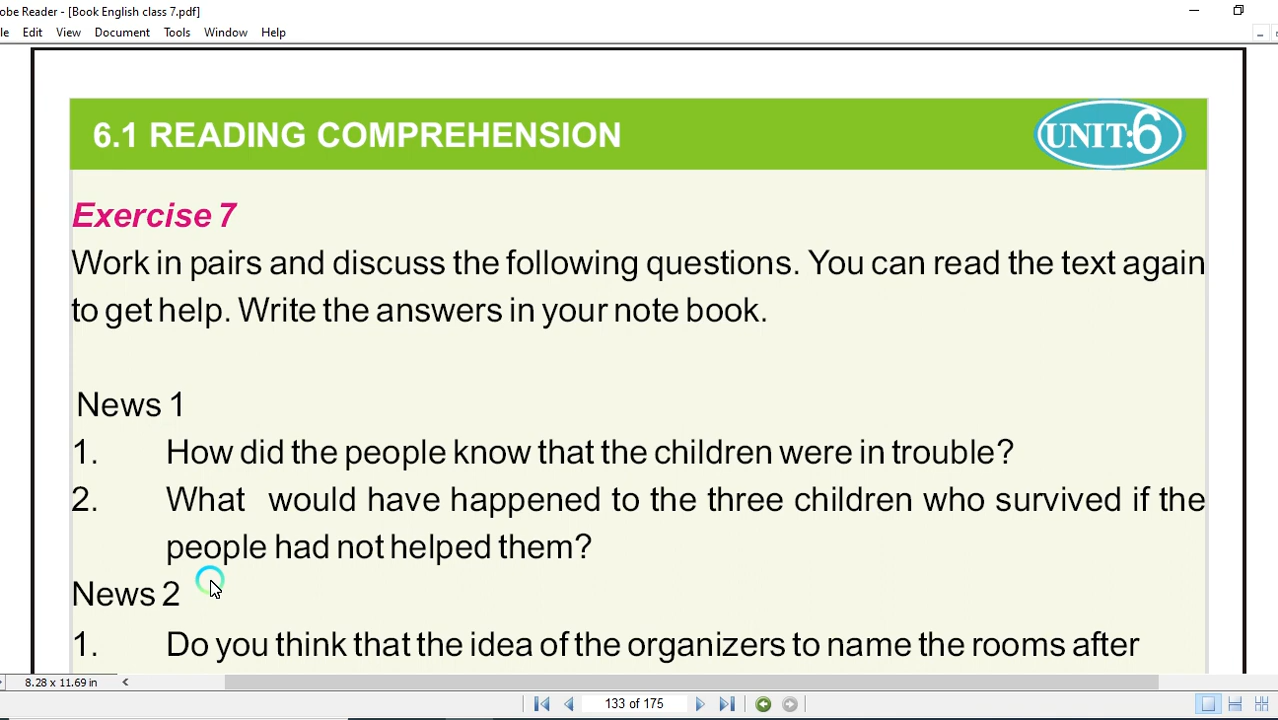 obe Reader - [Book English class 7.pdf]
le Edit View Document Tools Window Help
6.1 READING COMPREHENSION
UNIT:6
Exercise 7
Work in pairs and discuss the following questions. You can read the text again
to get help. Write the answers in your note book.
News 1
1. How did the people know that the children were in trouble?
2. What would have happened to the three children who survived if the
people had not helped them?
News 2
1. Do you think that the idea of the organizers to name the rooms after
8.28 x 11.69 in
133 of 175